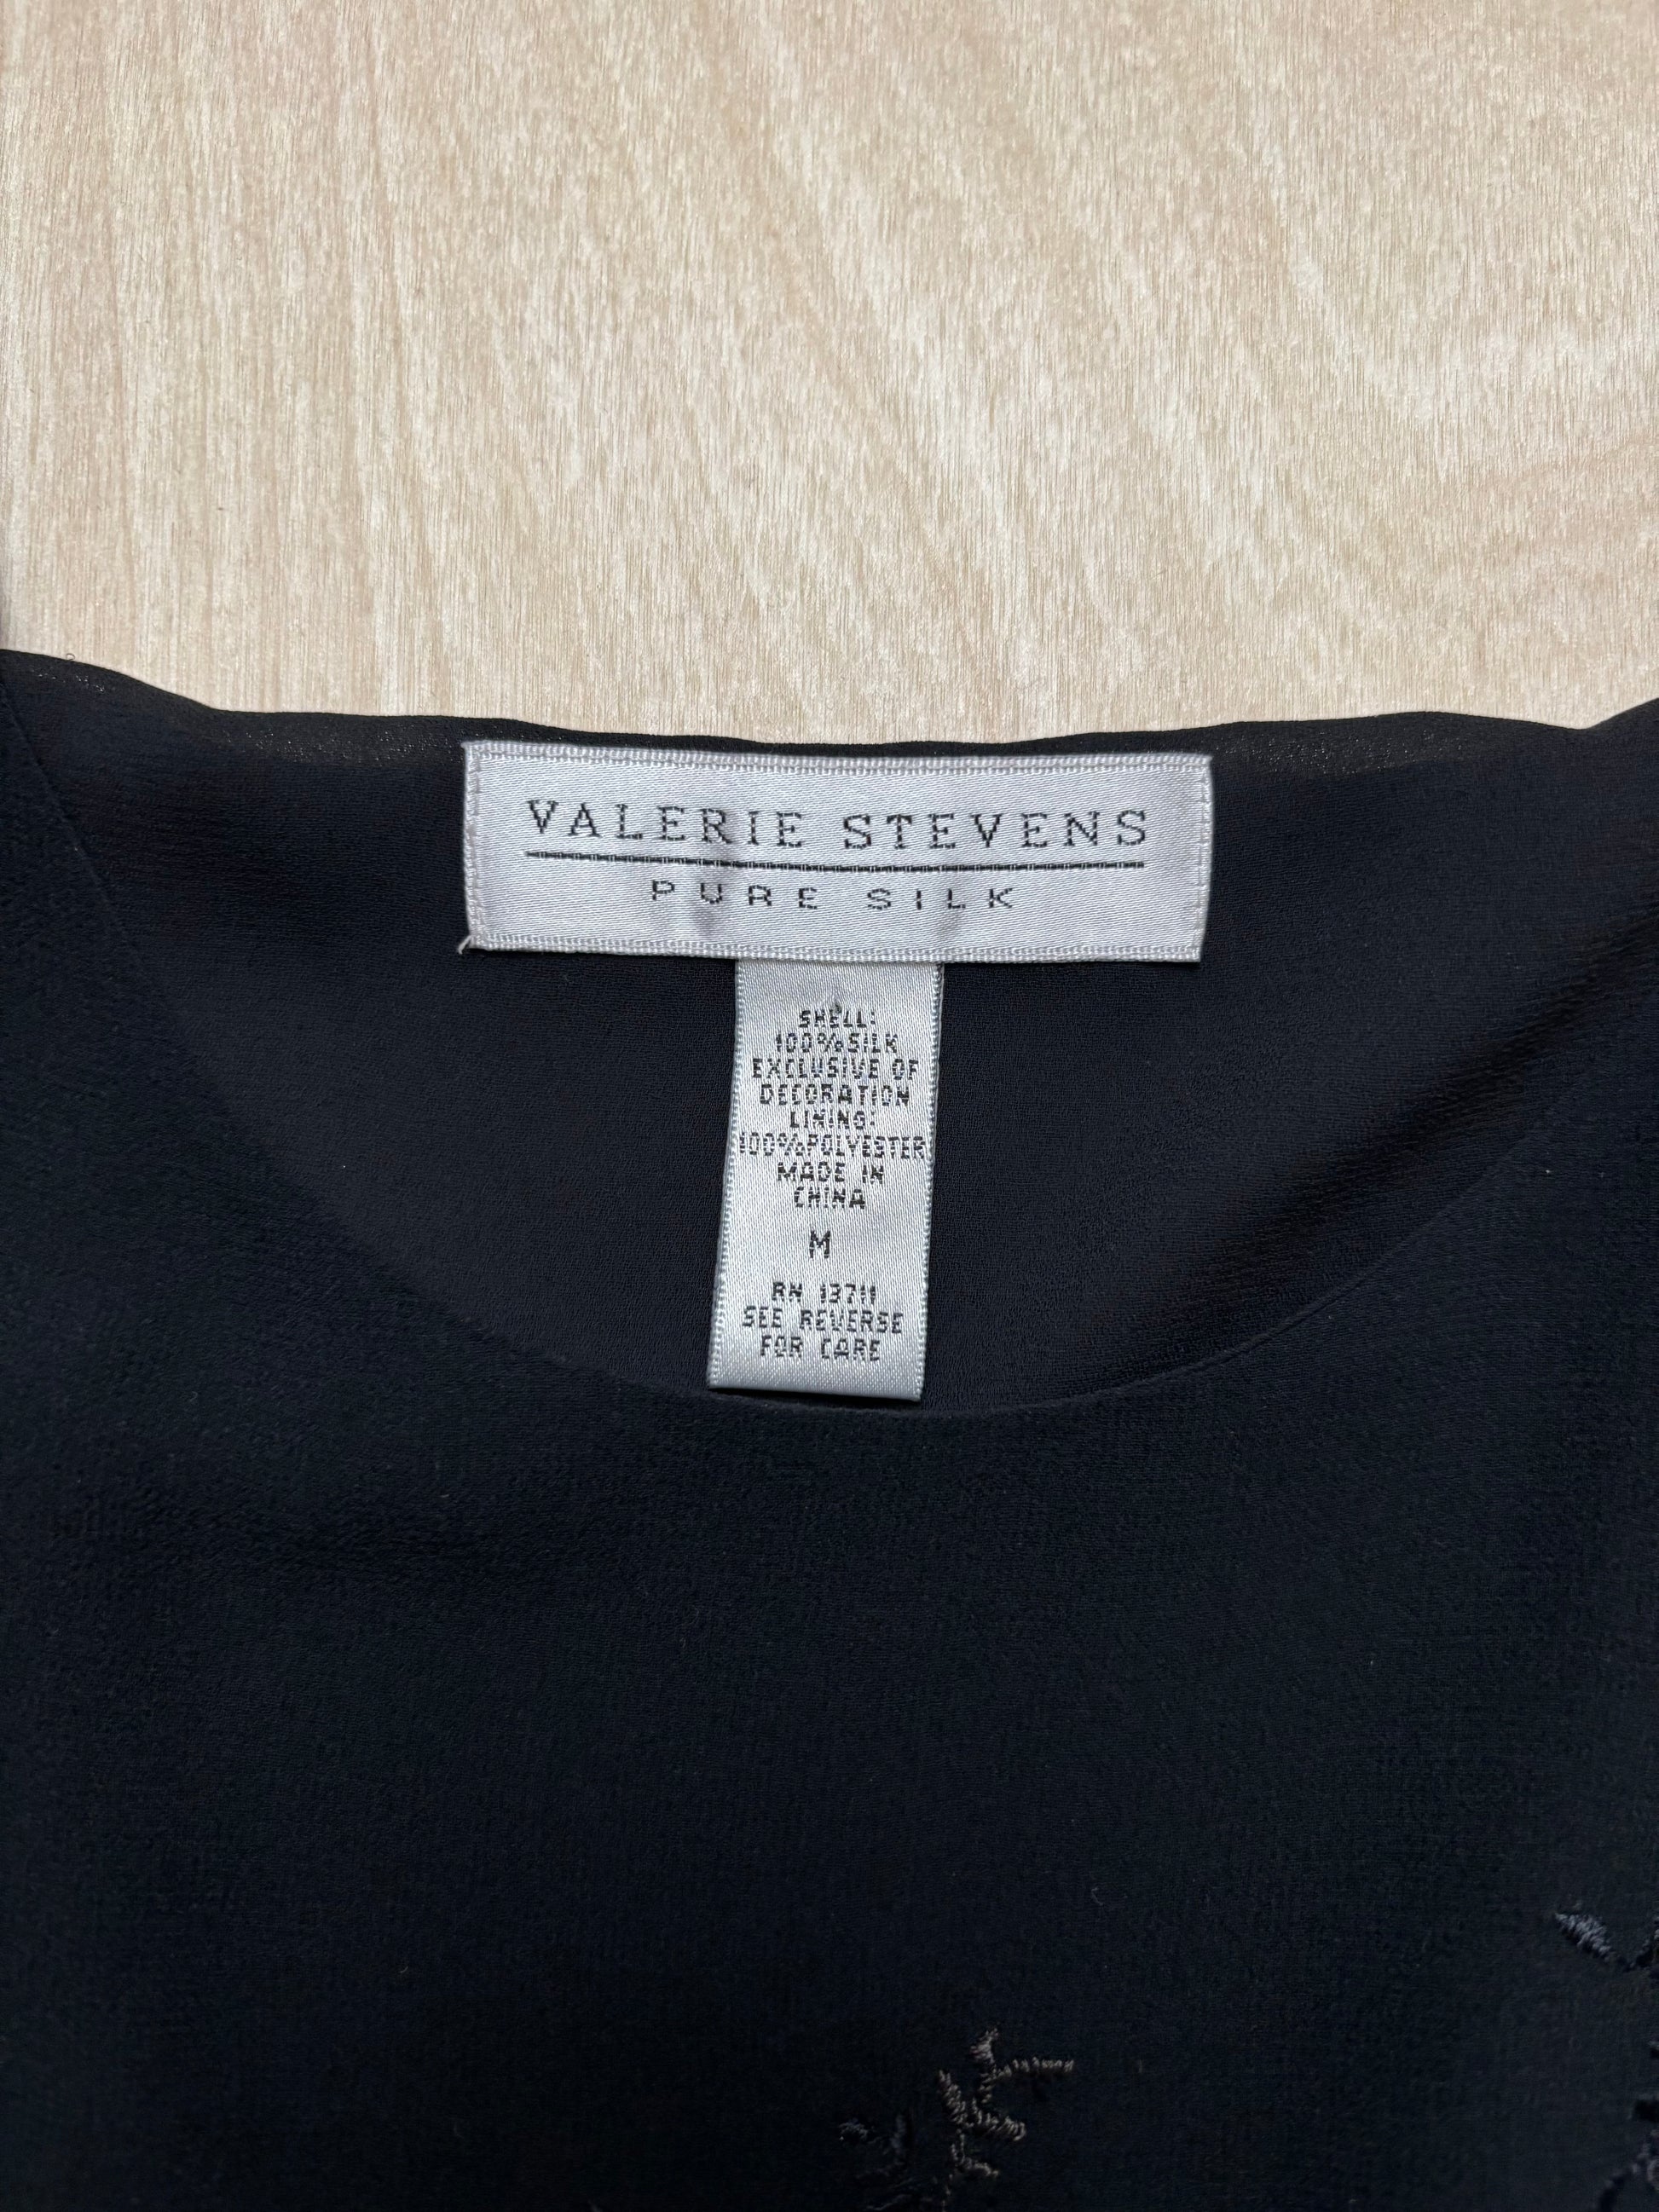 VALERIE STEVENS
PURE SILK
SHELL:
100%SILK
EXCLUSIVE OF
DECORATION
LINING:
100%POLYESTER
MADE IN
CHINA
M
RN 13711
SEE REVERSE
FOR CARE